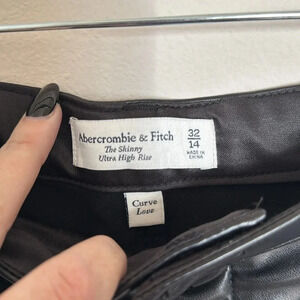 Abercrombie & Fitch
The Skinny
Ultra High Rise
32
14
MADE IN
CHINA
Curve
Love